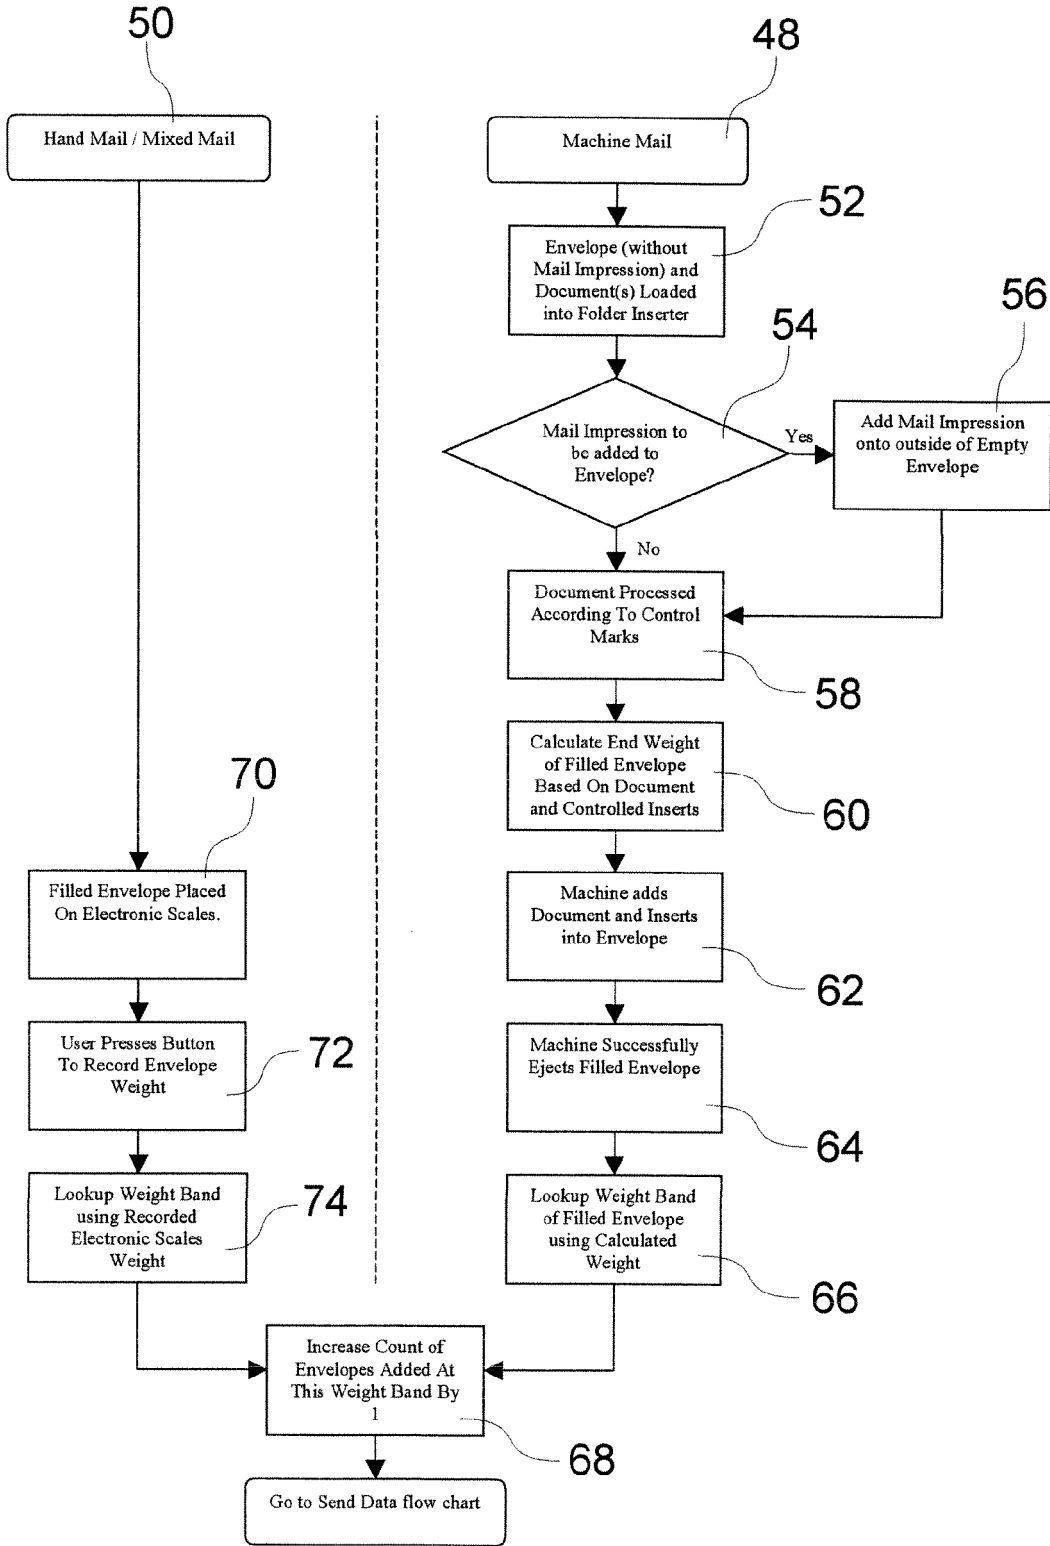 50
48
Hand Mail / Mixed Mail
Machine Mail
52
Envelope (without
Mail Impression) and
Document(s) Loaded
into Folder Inserter
54
56
Mail Impression to
be added to
Envelope?
Yes
Add Mail Impression
onto outside of Empty
Envelope
No
Document Processed
According To Control
Marks
58
Calculate End Weight
of Filled Envelope
Based On Document
and Controlled Inserts
60
70
Filled Envelope Placed
On Electronic Scales.
Machine adds
Document and Inserts
into Envelope
62
User Presses Button
To Record Envelope
Weight
72
Machine Successfully
Ejects Filled Envelope
64
Lookup Weight Band
using Recorded
Electronic Scales
Weight
74
Lookup Weight Band
of Filled Envelope
using Calculated
Weight
66
Increase Count of
Envelopes Added At
This Weight Band By
1
68
Go to Send Data flow chart